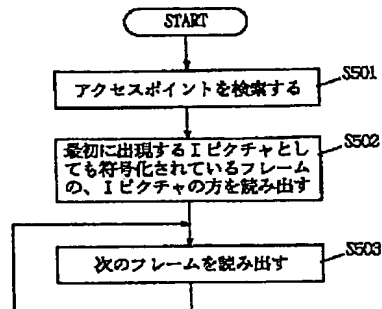 START
アクセスポイントを検索する
S501
最初に出現するIピクチャとし
ても符号化されているフレーム
の、Iピクチャの方を読み出す
S502
次のフレームを読み出す
S503